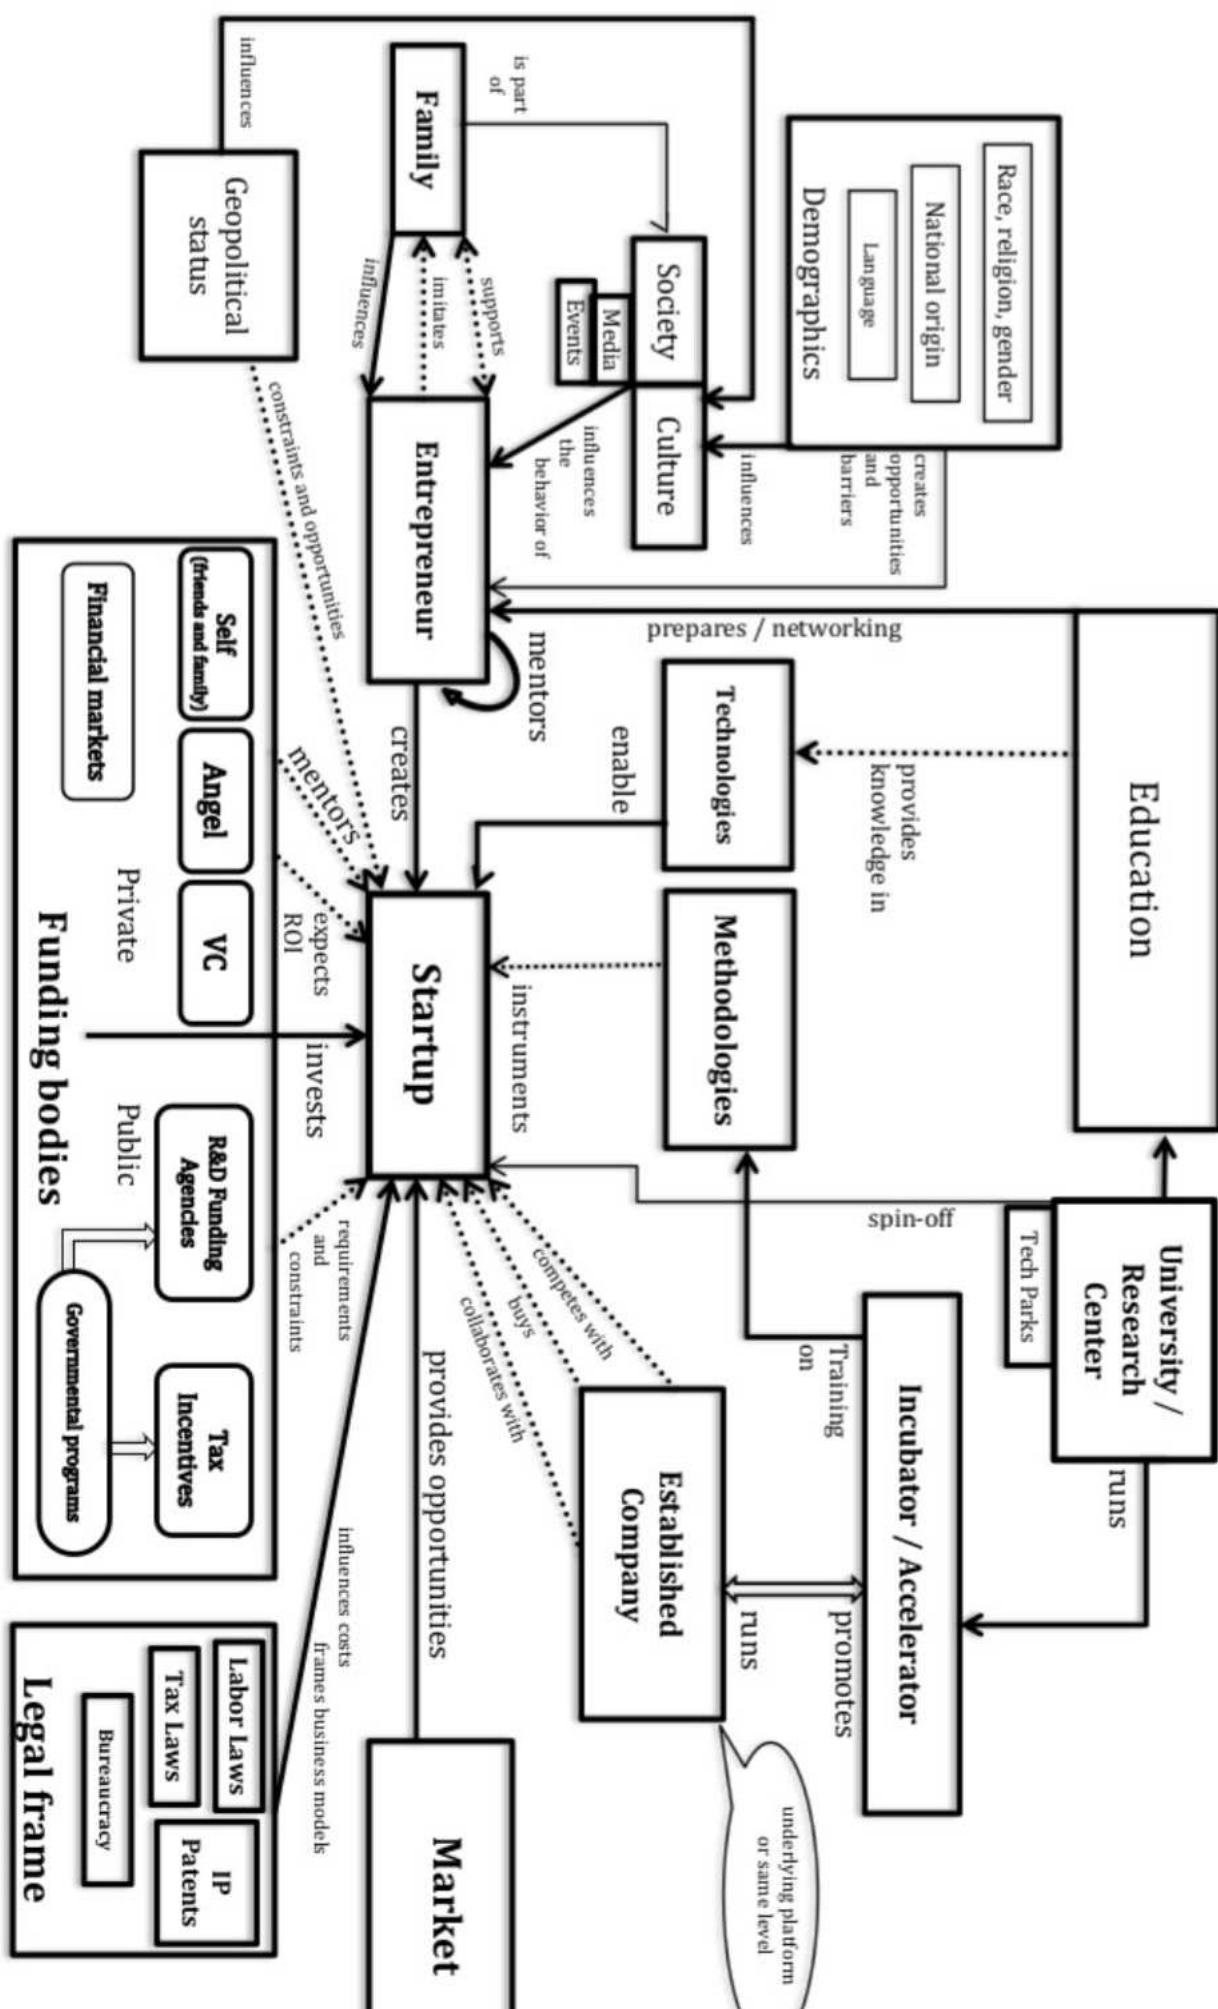 Race, religion, gender
National origin
Language
Demographics
creates
opportunities
and
barriers
influences
is part
of
Family
influences
Geopolitical
status
Society
Culture
Media
Events
influences
the
behavior of
supports
imitates
influences
Entrepreneur
mentors
creates
constraints and opportunities
Education
prepares / networking
provides
knowledge in
Technologies
enable
Methodologies
instruments
Startup
University /
Research
Center
Tech Parks
spin-off
runs
Incubator / Accelerator
Training
on
promotes
runs
Established
Company
competes with
buys
collaborates with
underlying platform
or same level
Market
provides opportunities
mentors
expects
ROI
invests
requirements
and
constraints
influences costs
frames business models
Self
(friends and family)
Angel
VC
Financial markets
Private
Public
R&D Funding
Agencies
Tax
Incentives
Governmental programs
Funding bodies
Labor Laws
Tax Laws
IP
Patents
Bureaucracy
Legal frame